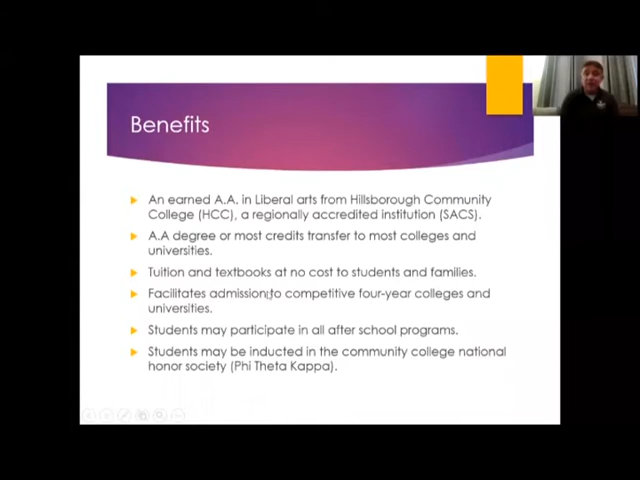 Benefits
An earned A.A. in Liberal arts from Hillsborough Community
College (HCC), a regionally accredited institution (SACS).
A.A degree or most credits transfer to most colleges and
universities.
Tuition and textbooks at no cost to students and families.
Facilitates admission to competitive four-year colleges and
universities.
Students may participate in all after school programs.
Students may be inducted in the community college national
honor society (Phi Theta Kappa).